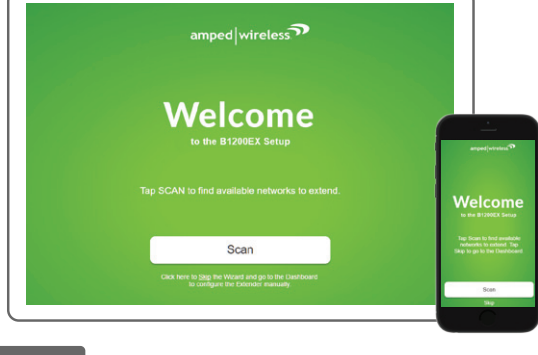 amped|wireless
Welcome
to the B1200EX Setup
Tap SCAN to find available networks to extend.
Scan
Click here to Skip the Wizard and go to the Dashboard
to configure the Extender manually.
amped|wireless
Welcome
to the B1200EX Setup
Tap Scan to find available
networks to extend. Tap
Skip to go to the Dashboard
Scan
Skip